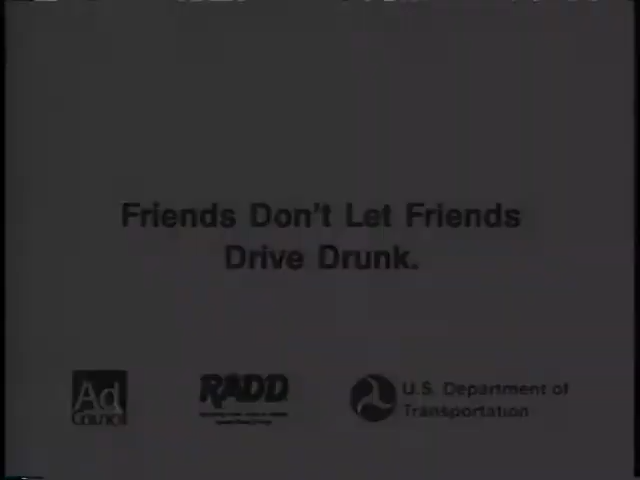 Friends Don't Let Friends
Drive Drunk.
Ad
Council
RADD
U.S. Department of
Transportation